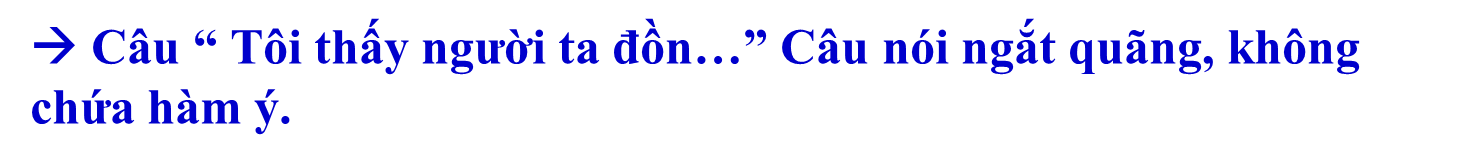 → Câu “ Tôi thấy người ta đồn…” Câu nói ngắt quãng, không
chứa hàm ý.